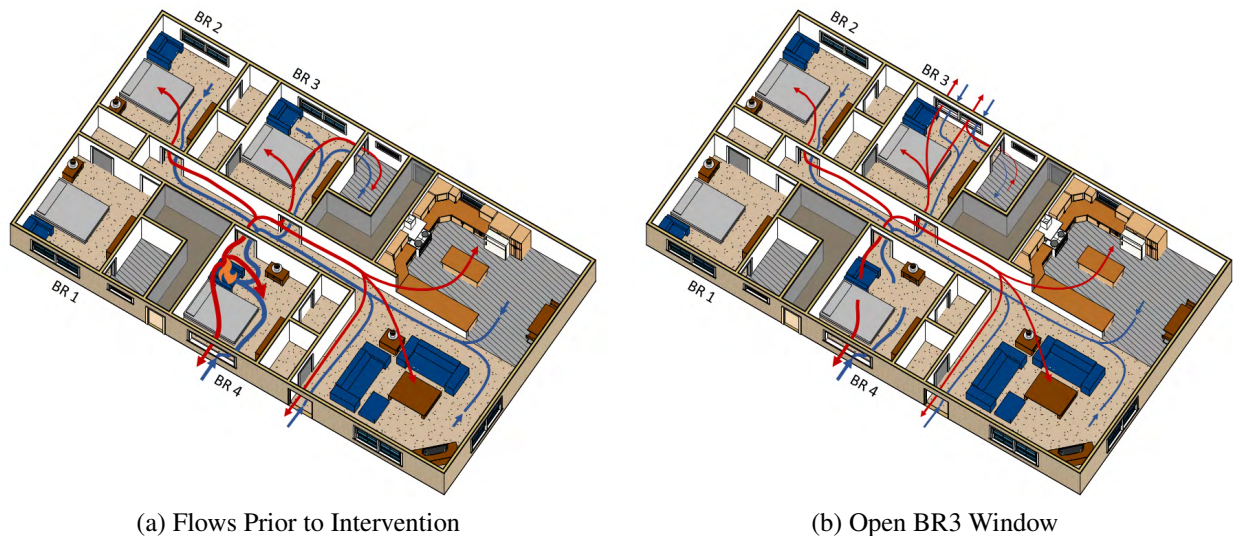 BR 2
BR 3
BR 1
BR 4
(a) Flows Prior to Intervention
BR 2
BR 3
BR 1
BR 4
(b) Open BR3 Window